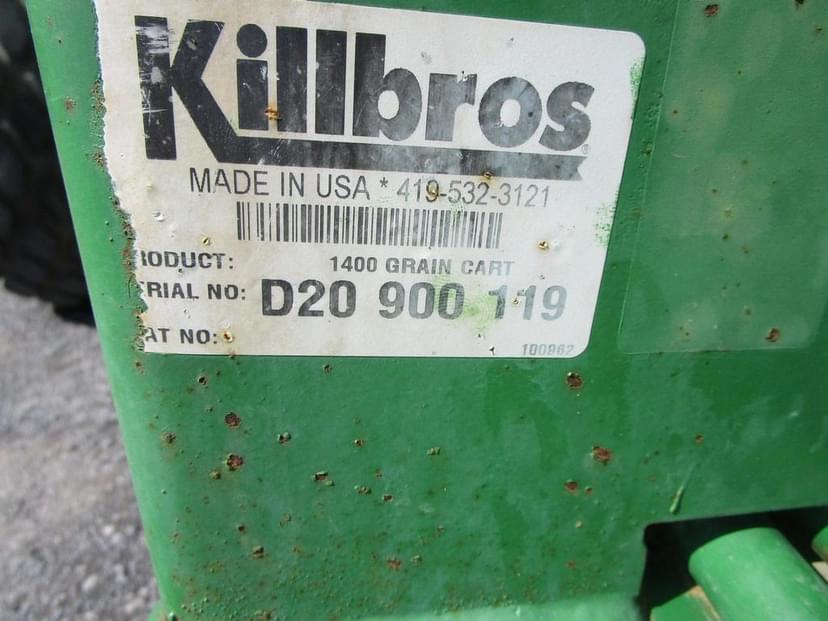 Killbros
MADE IN USA * 419-532-3121
RODUCT: 1400 GRAIN CART
ERIAL NO: D20 900 119
AT NO:
100962